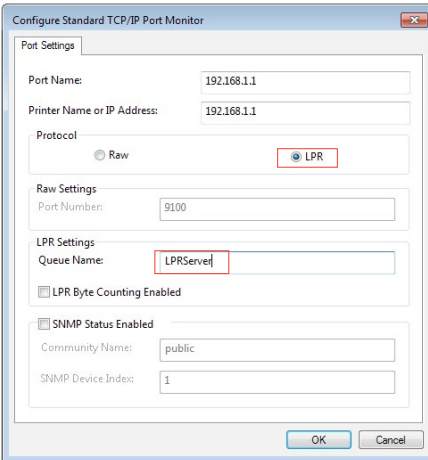 Configure Standard TCP/IP Port Monitor
Port Settings
Port Name: 192.168.1.1
Printer Name or IP Address: 192.168.1.1
Protocol
Raw LPR
Raw Settings
Port Number: 9100
LPR Settings
Queue Name: LPRServer
LPR Byte Counting Enabled
SNMP Status Enabled
Community Name: public
SNMP Device Index: 1
OK Cancel